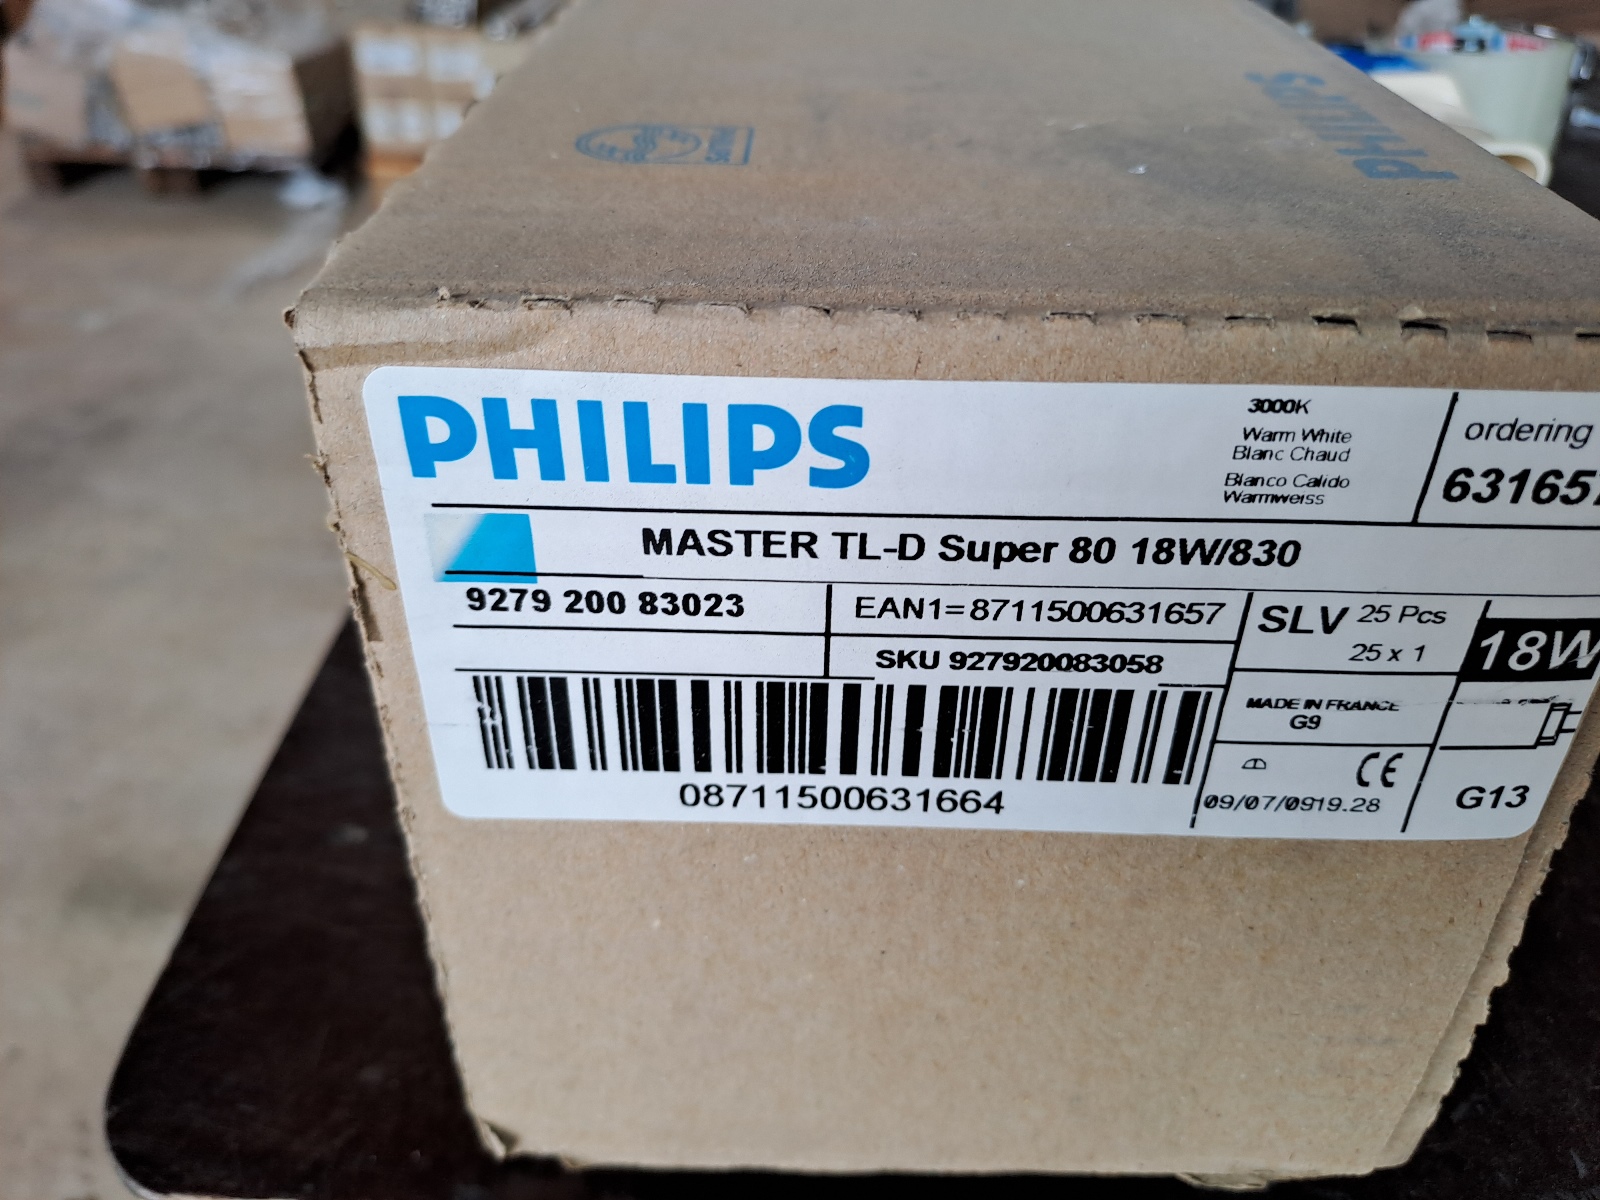 PHILIPS
PHILIPS
PHILIPS
3000K
Warm White
Blanc Chaud
Blanco Calido
Warmweiss
ordering
631657
MASTER TL-D Super 80 18W/830
9279 200 83023
EAN1=8711500631657
SKU 927920083058
SLV 25 Pcs
25 x 1
18W
MADE IN FRANCE
G9
CE
08711500631664
09/07/0919.28
G13